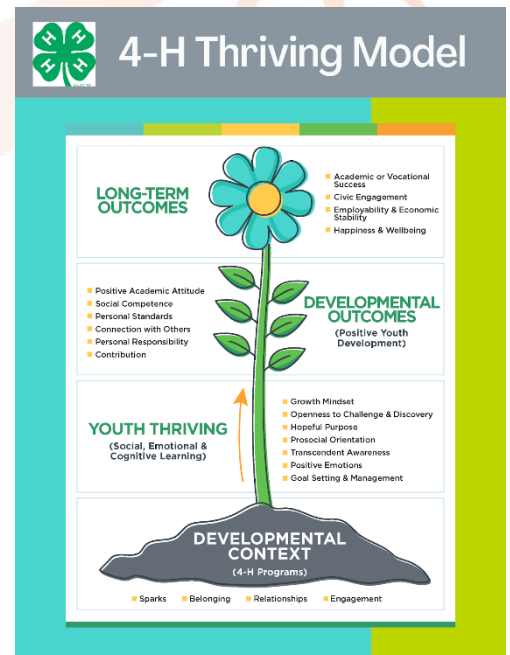 H H
H H
4-H Thriving Model
LONG-TERM
OUTCOMES
Academic or Vocational
Success
Civic Engagement
Employability & Economic
Stability
Happiness & Wellbeing
Positive Academic Attitude
Social Competence
Personal Standards
Connection with Others
Personal Responsibility
Contribution
DEVELOPMENTAL
OUTCOMES
(Positive Youth
Development)
YOUTH THRIVING
(Social, Emotional &
Cognitive Learning)
Growth Mindset
Openness to Challenge & Discovery
Hopeful Purpose
Prosocial Orientation
Transcendent Awareness
Positive Emotions
Goal Setting & Management
DEVELOPMENTAL
CONTEXT
(4-H Programs)
Sparks Belonging Relationships Engagement